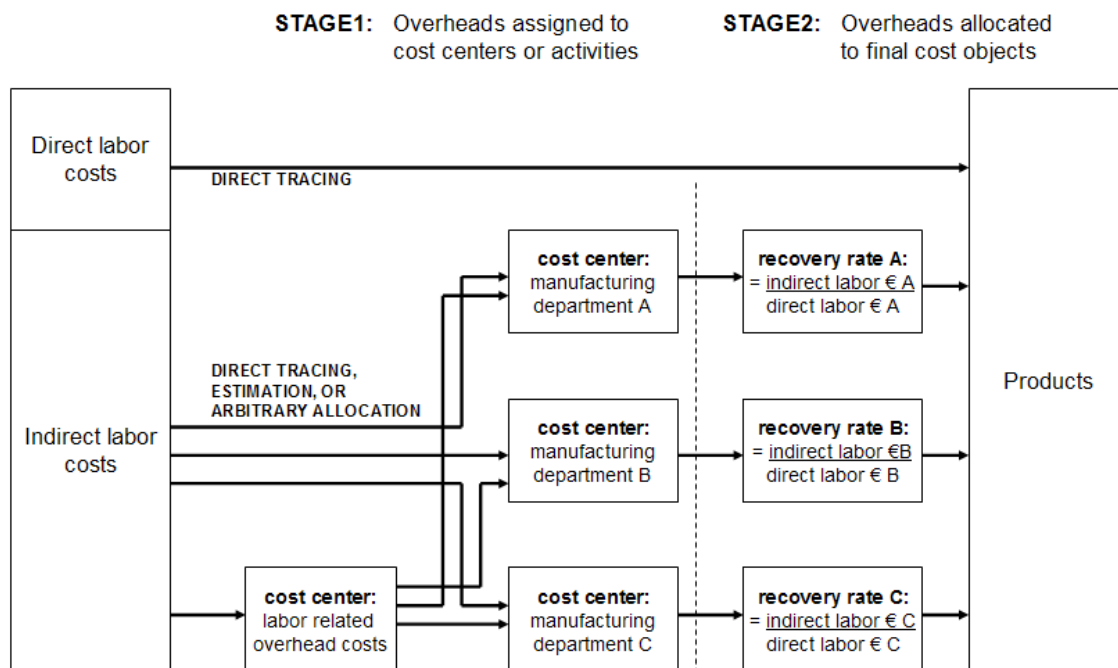 STAGE1: Overheads assigned to
cost centers or activities
STAGE2: Overheads allocated
to final cost objects
Direct labor
costs
DIRECT TRACING
cost center:
manufacturing
department A
recovery rate A:
= indirect labor € A
direct labor € A
DIRECT TRACING,
ESTIMATION, OR
ARBITRARY ALLOCATION
Indirect labor
costs
cost center:
manufacturing
department B
recovery rate B:
= indirect labor €B
direct labor € B
Products
cost center:
labor related
overhead costs
cost center:
manufacturing
department C
recovery rate C:
= indirect labor € C
direct labor € C